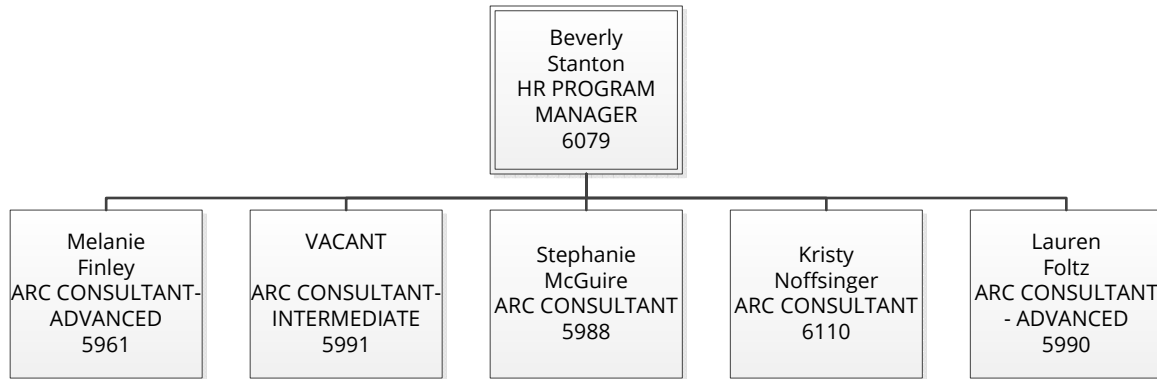 Beverly
Stanton
HR PROGRAM
MANAGER
6079
Melanie
Finley
ARC CONSULTANT-
ADVANCED
5961
VACANT
ARC CONSULTANT-
INTERMEDIATE
5991
Stephanie
McGuire
ARC CONSULTANT
5988
Kristy
Noffsinger
ARC CONSULTANT
6110
Lauren
Foltz
ARC CONSULTANT
- ADVANCED
5990